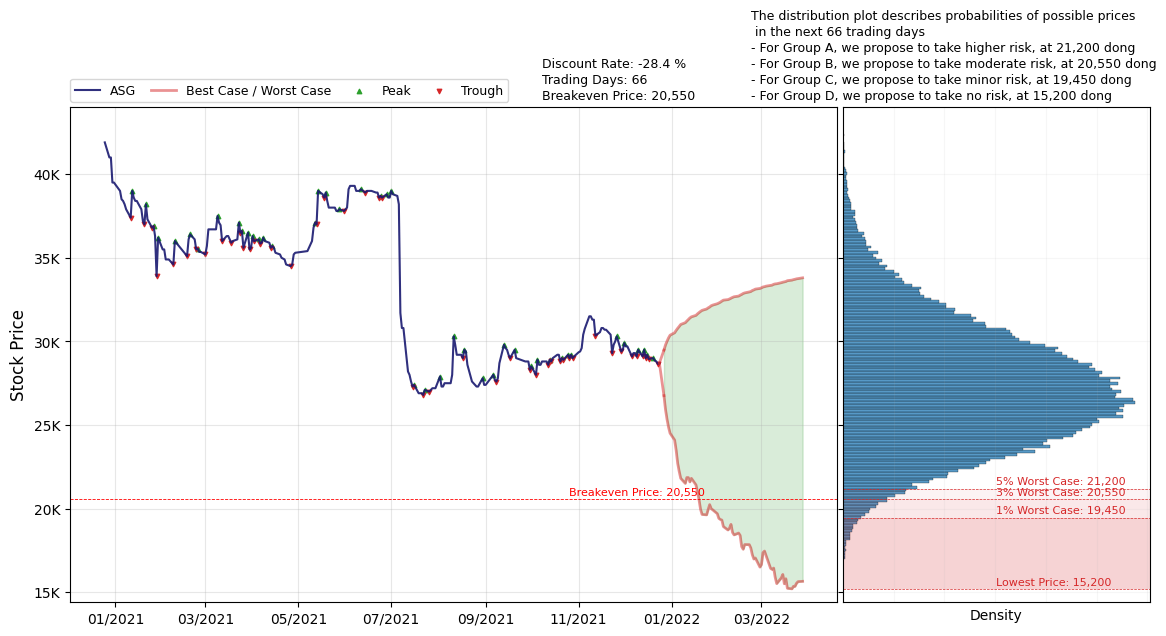 The distribution plot describes probabilities of possible prices
in the next 66 trading days
- For Group A, we propose to take higher risk, at 21,200 dong
- For Group B, we propose to take moderate risk, at 20,550 dong
- For Group C, we propose to take minor risk, at 19,450 dong
- For Group D, we propose to take no risk, at 15,200 dong
Discount Rate: -28.4 %
Trading Days: 66
Breakeven Price: 20,550
ASG
Best Case / Worst Case
Peak
Trough
Stock Price
40K
35K
30K
25K
20K
15K
Breakeven Price: 20,550
01/2021
03/2021
05/2021
07/2021
09/2021
11/2021
01/2022
03/2022
5% Worst Case: 21,200
3% Worst Case: 20,550
1% Worst Case: 19,450
Lowest Price: 15,200
Density